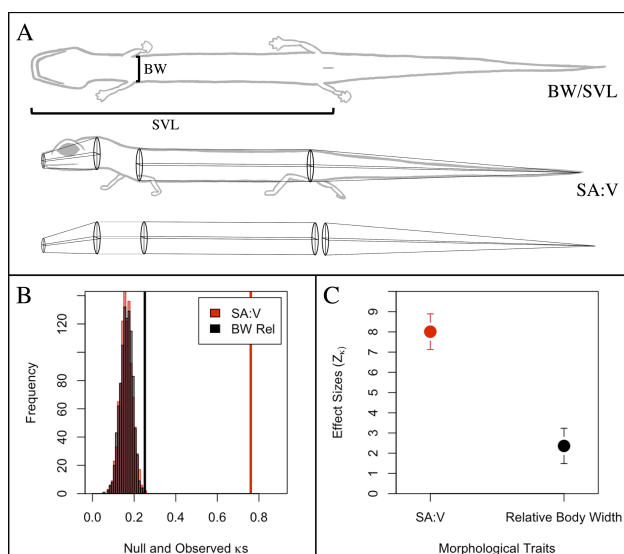 A
BW
BW/SVL
SVL
SA:V
B
SA:V
BW Rel
Frequency
0 20 40 60 80 120
0.0 0.2 0.4 0.6 0.8
Null and Observed κs
C
Effect Sizes (Zκ)
0 1 2 3 4 5 6 7 8 9
SA:V Relative Body Width
Morphological Traits